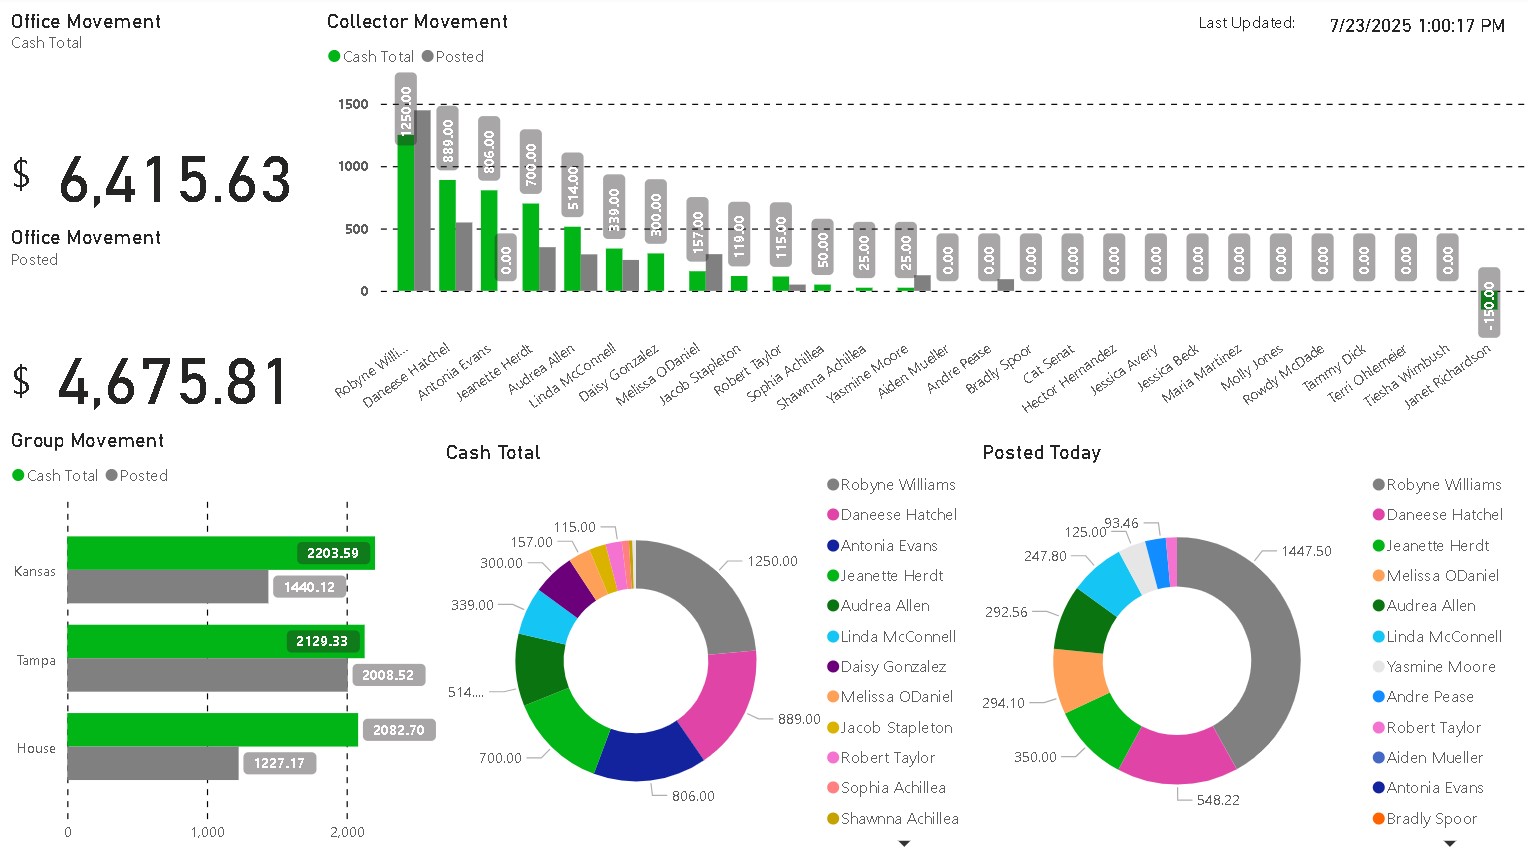 Office Movement
Cash Total
$ 6,415.63
Office Movement
Posted
$ 4,675.81
Collector Movement
Last Updated: 7/23/2025 1:00:17 PM
Cash Total Posted
1500
1000
500
0
1250.00
889.00
806.00
0.00
700.00
514.00
339.00
300.00
157.00
119.00
115.00
50.00
25.00
25.00
0.00
0.00
0.00
0.00
0.00
0.00
0.00
0.00
0.00
0.00
0.00
0.00
0.00
-150.00
Robyne Willi...
Daneese Hatchel
Antonia Evans
Jeanette Herdt
Audrea Allen
Linda McConnell
Daisy Gonzalez
Melissa ODaniel
Jacob Stapleton
Robert Taylor
Sophia Achillea
Shawnna Achillea
Yasmine Moore
Aiden Mueller
Andre Pease
Bradly Spoor
Cat Senat
Hector Hernandez
Jessica Avery
Jessica Beck
Maria Martinez
Molly Jones
Rowdy McDade
Tammy Dick
Terri Ohlemeier
Tiesha Wimbush
Janet Richardson
Group Movement
Cash Total Posted
Kansas
2203.59
1440.12
Tampa
2129.33
2008.52
House
2082.70
1227.17
0 1,000 2,000
Cash Total
1250.00
889.00
806.00
700.00
514....
339.00
300.00
157.00
115.00
Robyne Williams
Daneese Hatchel
Antonia Evans
Jeanette Herdt
Audrea Allen
Linda McConnell
Daisy Gonzalez
Melissa ODaniel
Jacob Stapleton
Robert Taylor
Sophia Achillea
Shawnna Achillea
Posted Today
1447.50
548.22
350.00
294.10
292.56
247.80
125.00
93.46
Robyne Williams
Daneese Hatchel
Jeanette Herdt
Melissa ODaniel
Audrea Allen
Linda McConnell
Yasmine Moore
Andre Pease
Robert Taylor
Aiden Mueller
Antonia Evans
Bradly Spoor